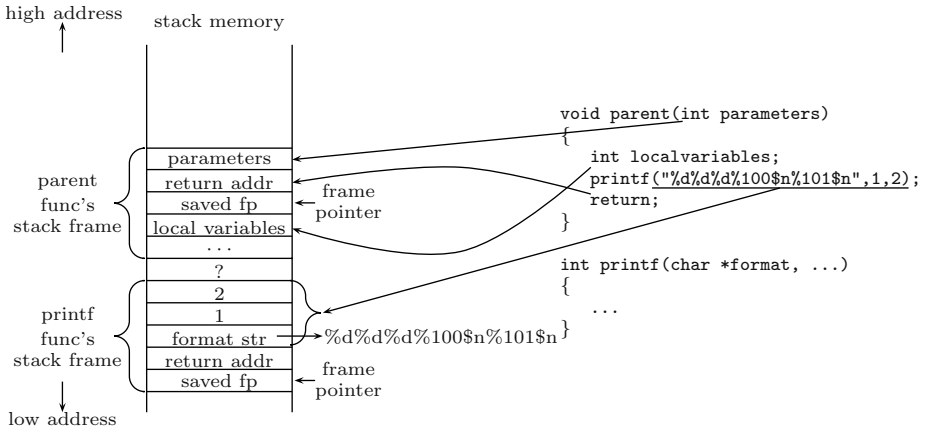 high address
stack memory
parameters
return addr
saved fp
local variables
...
?
2
1
format str
return addr
saved fp
parent
func's
stack frame
printf
func's
stack frame
low address
frame
pointer
%d%d%d%100$n%101$n
frame
pointer
void parent(int parameters)
{
int localvariables;
printf("%d%d%d%100$n%101$n",1,2);
return;
}
int printf(char *format, ...)
{
...
}